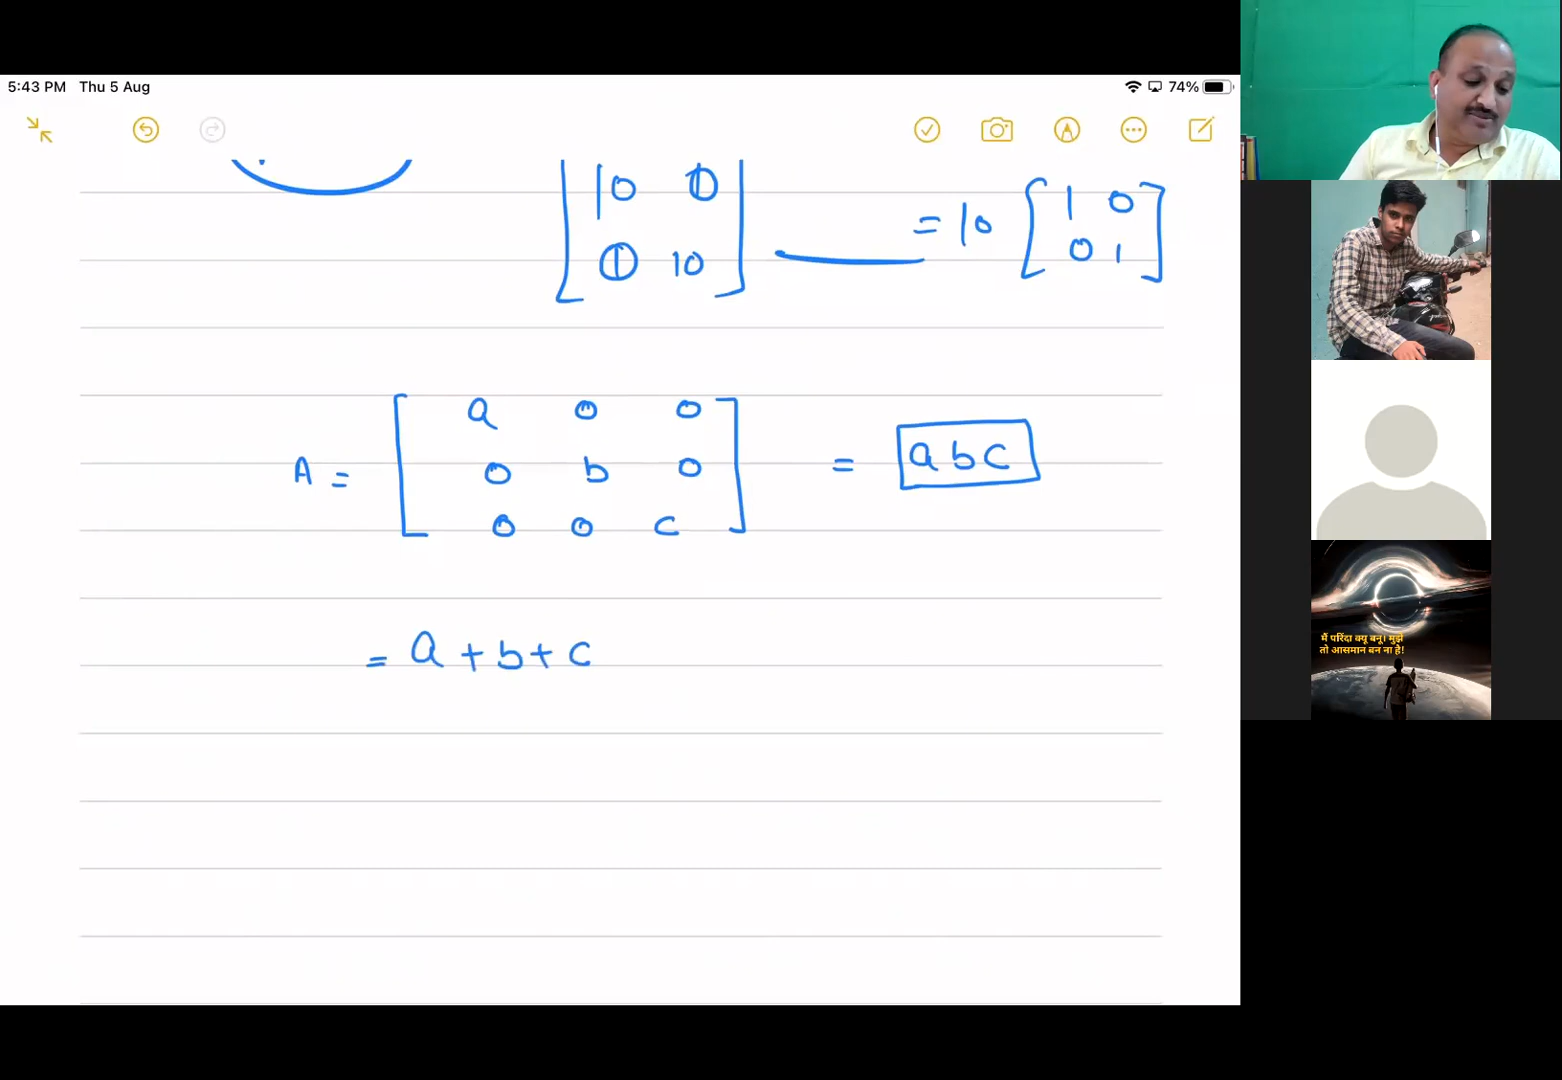 5:43 PM Thu 5 Aug 74%
10 0
0 10
= 10 [ 1 0
0 1 ]
A = [ a 0 0
0 b 0
0 0 c ] = abc
= a + b + c
मैं परिंदा क्यू बनू। मुझे
तो आसमान बन ना है!